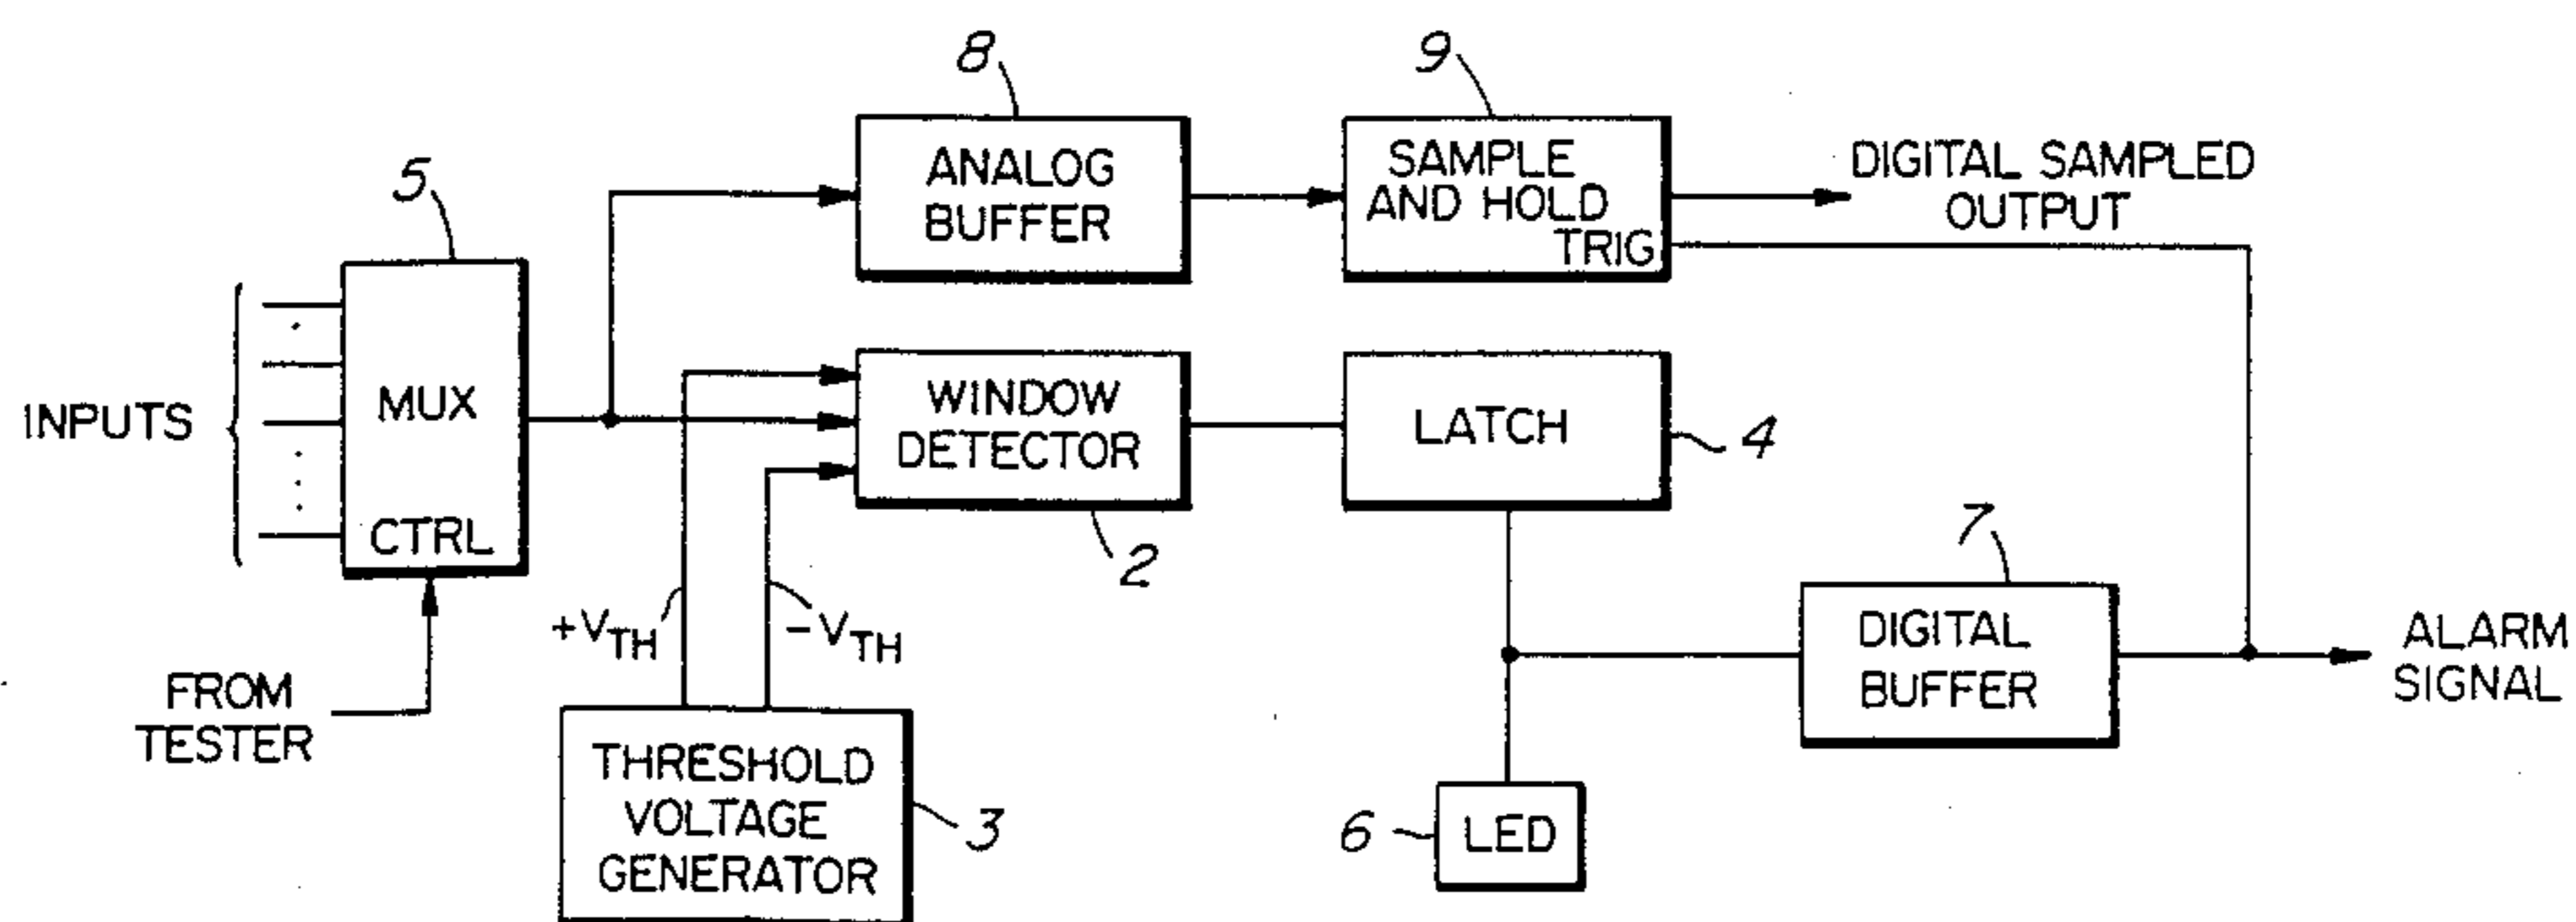 8
9
ANALOG
BUFFER
SAMPLE
AND HOLD
TRIG
DIGITAL SAMPLED
OUTPUT
5
INPUTS
MUX
CTRL
FROM
TESTER
WINDOW
DETECTOR
2
LATCH
4
+VTH
-VTH
THRESHOLD
VOLTAGE
GENERATOR
3
7
DIGITAL
BUFFER
ALARM
SIGNAL
6
LED